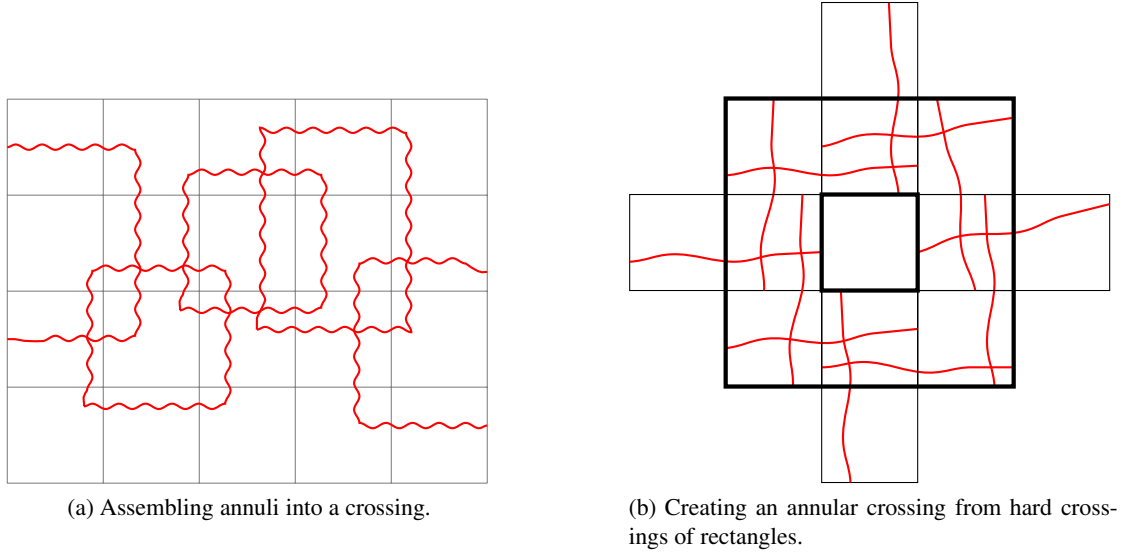 (a) Assembling annuli into a crossing.
(b) Creating an annular crossing from hard cross-
ings of rectangles.